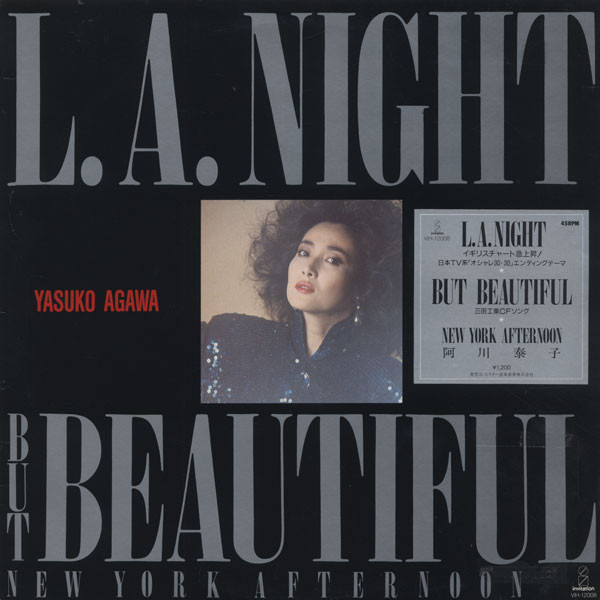 L.A. NIGHT
YASUKO AGAWA
invitation
VIH-12008
45RPM
L.A.NIGHT
イギリスチャート急上昇!
日本TV系「オシャレ30・30」エンディングテーマ
BUT BEAUTIFUL
三田工業CFソング
NEW YORK AFTERNOON
阿川泰子
¥1,200
BUT BEAUTIFUL
NEW YORK AFTERNOON
invitation
VIH-12008